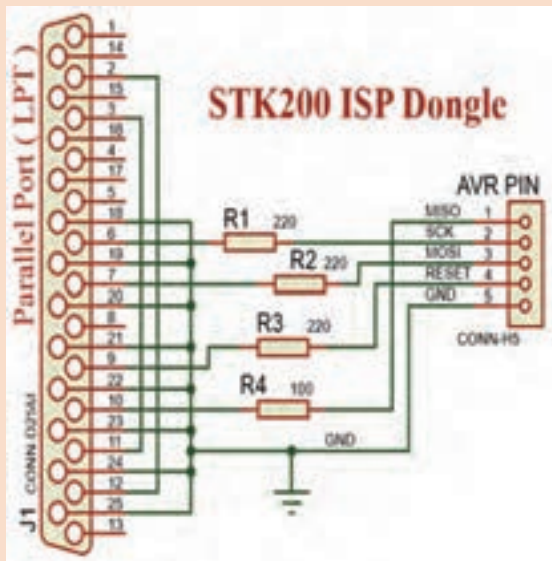 STK200 ISP Dongle
Parallel Port ( LPT )
J1
CONN-D25M
1
14
2
15
3
16
4
17
5
18
6
19
7
20
8
21
9
22
10
23
11
24
12
25
13
R1 220
R2 220
R3 220
R4 100
GND
AVR PIN
MISO 1
SCK 2
MOSI 3
RESET 4
GND 5
CONN-H5